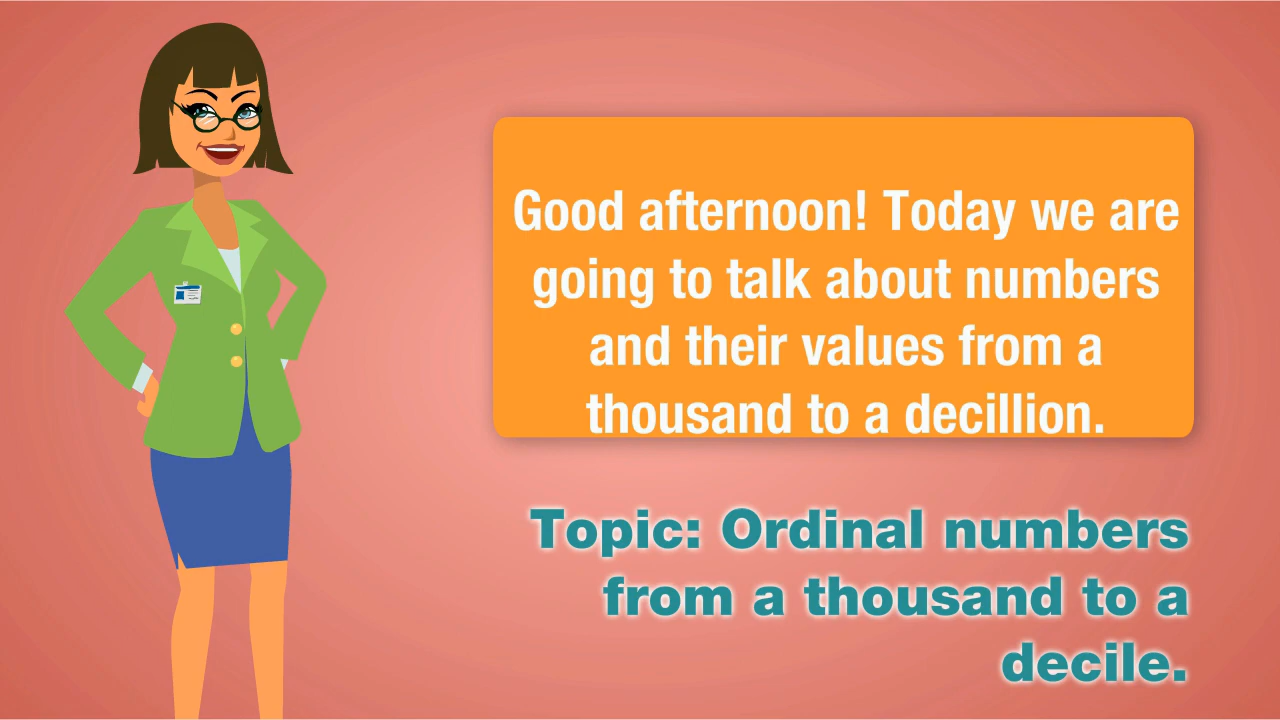 Good afternoon! Today we are
going to talk about numbers
and their values from a
thousand to a decillion.
Topic: Ordinal numbers
from a thousand to a
decile.